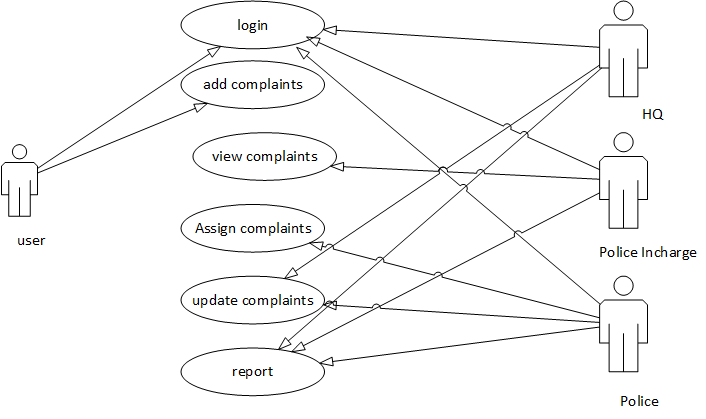 login
add complaints
HQ
view complaints
user
Assign complaints
Police Incharge
update complaints
report
Police